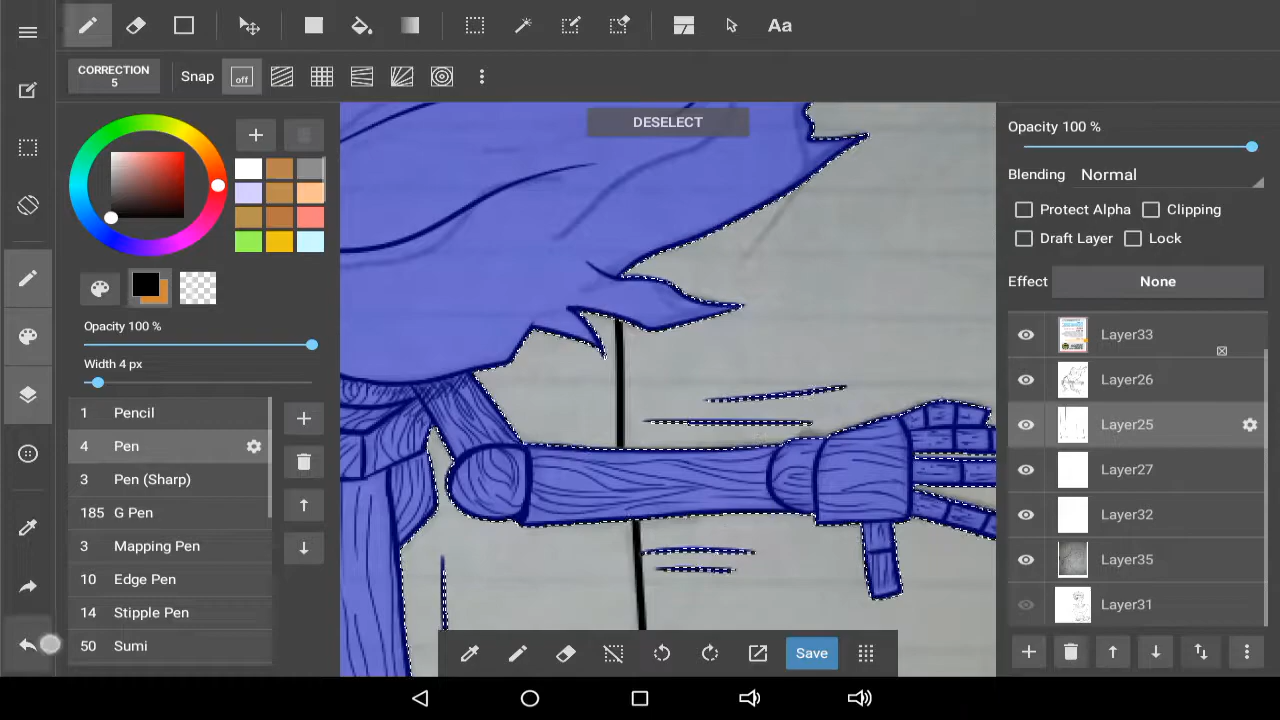 Aa
CORRECTION
5
Snap
off
DESELECT
Opacity 100 %
Blending
Normal
Protect Alpha
Clipping
Draft Layer
Lock
Effect
None
Opacity 100 %
Width 4 px
1 Pencil
4 Pen
3 Pen (Sharp)
185 G Pen
3 Mapping Pen
10 Edge Pen
14 Stipple Pen
50 Sumi
Layer33
Layer26
Layer25
Layer27
Layer32
Layer35
Layer31
Save